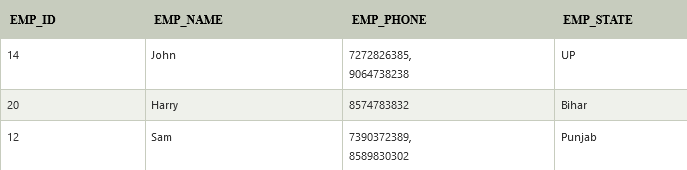 EMP_ID EMP_NAME EMP_PHONE EMP_STATE
14 John 7272826385, UP
9064738238
20 Harry 8574783832 Bihar
12 Sam 7390372389, Punjab
8589830302